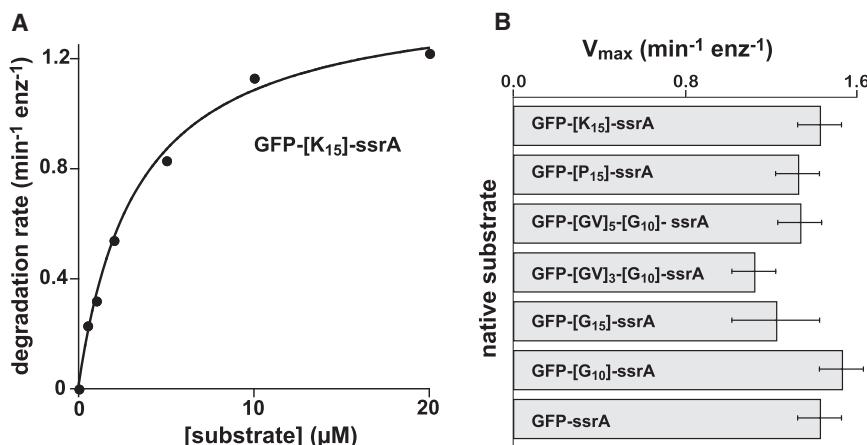 A
degradation rate (min⁻¹ enz⁻¹)
1.2
0.8
0.4
0
GFP-[K₁₅]-ssrA
0
10
20
[substrate] (μM)
B
Vmax (min⁻¹ enz⁻¹)
0.0
0.8
1.6
native substrate
GFP-[K₁₅]-ssrA
GFP-[P₁₅]-ssrA
GFP-[GV]₅-[G₁₀]- ssrA
GFP-[GV]₃-[G₁₀]-ssrA
GFP-[G₁₅]-ssrA
GFP-[G₁₀]-ssrA
GFP-ssrA